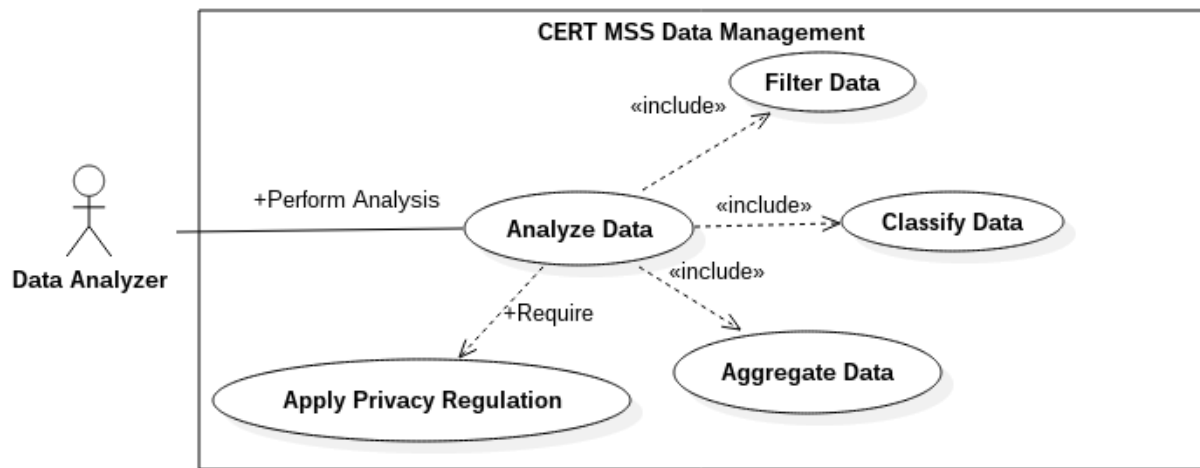 CERT MSS Data Management
Filter Data
«include»
+Perform Analysis
«include»
Analyze Data
Classify Data
Data Analyzer
«include»
+Require
Aggregate Data
Apply Privacy Regulation